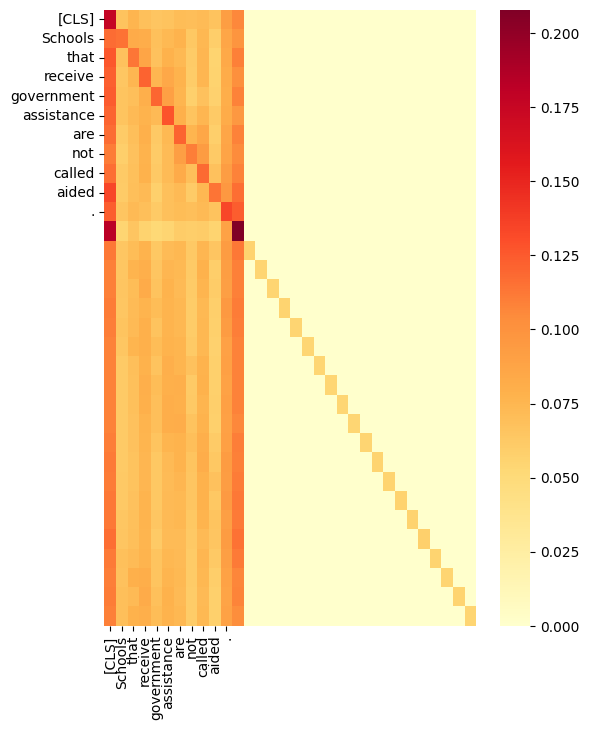 [CLS]
Schools
that
receive
government
assistance
are
not
called
aided
.
0.200
0.175
0.150
0.125
0.100
0.075
0.050
0.025
0.000
[CLS]
Schools
that
receive
government
assistance
are
not
called
aided
.